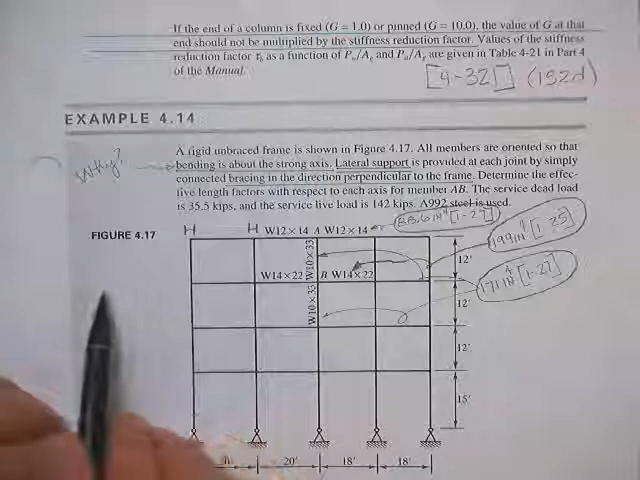 If the end of a column is fixed (G = 1.0) or pinned (G = 10.0), the value of G at that
end should not be multiplied by the stiffness reduction factor. Values of the stiffness
reduction factor τb as a function of Pu/Ag and Pa/Ag are given in Table 4-21 in Part 4
of the Manual.
[4-321] (152d)
EXAMPLE 4.14
Why?
A rigid unbraced frame is shown in Figure 4.17. All members are oriented so that
bending is about the strong axis. Lateral support is provided at each joint by simply
connected bracing in the direction perpendicular to the frame. Determine the effec-
tive length factors with respect to each axis for member AB. The service dead load
is 35.5 kips, and the service live load is 142 kips. A992 steel is used.
88.6 IN⁴ [1-27]
FIGURE 4.17
H H W12×14 A W12×14
199IN⁴ [1-25]
W10×33
12'
W14×22 B W14×22
171IN⁴ [1-27]
W10×33
12'
12'
15'
20' 18' 18'